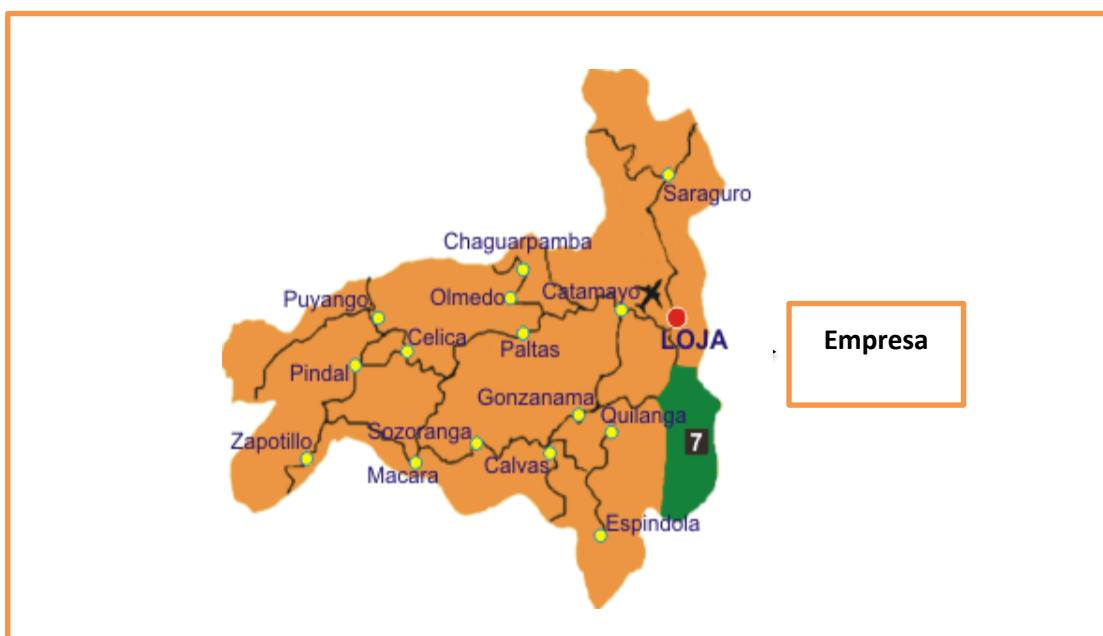 Saraguro
Chaguarpamba
Puyango
Olmedo
Catamayo
Celica
Paltas
LOJA
Empresa
Pindal
Gonzanama
Quilanga
Zapotillo
Sozoranga
7
Macara
Calvas
Espindola